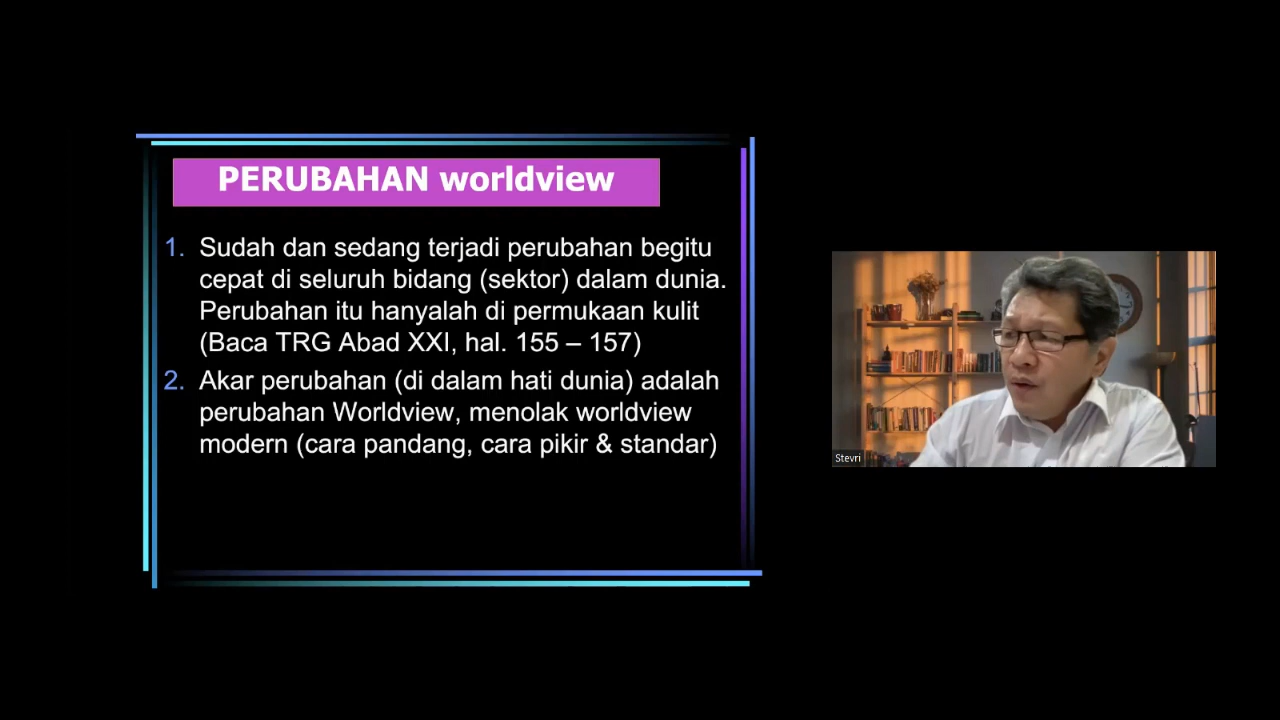 PERUBAHAN worldview
1. Sudah dan sedang terjadi perubahan begitu
cepat di seluruh bidang (sektor) dalam dunia.
Perubahan itu hanyalah di permukaan kulit
(Baca TRG Abad XXI, hal. 155 – 157)
2. Akar perubahan (di dalam hati dunia) adalah
perubahan Worldview, menolak worldview
modern (cara pandang, cara pikir & standar)
Stevri